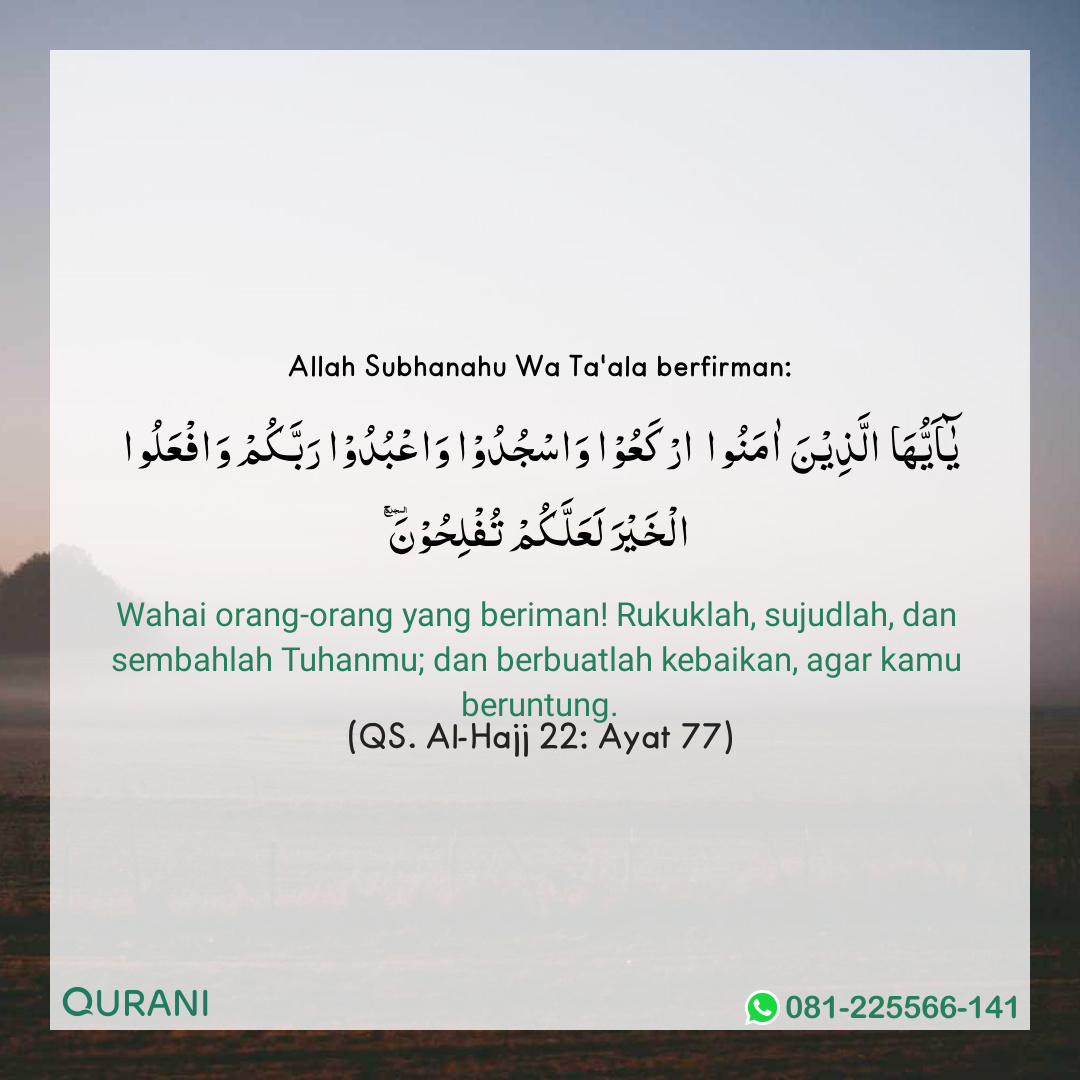 Allah Subhanahu Wa Ta'ala berfirman:
يٰۤاَيُّهَا الَّذِيْنَ اٰمَنُوا ارْكَعُوْا وَاسْجُدُوْا وَاعْبُدُوْا رَبَّكُمْ وَافْعَلُوا
الْخَيْرَ لَعَلَّكُمْ تُفْلِحُوْنَ ۩
Wahai orang-orang yang beriman! Rukuklah, sujudlah, dan
sembahlah Tuhanmu; dan berbuatlah kebaikan, agar kamu
beruntung.
(QS. Al-Hajj 22: Ayat 77)
QURANI
081-225566-141